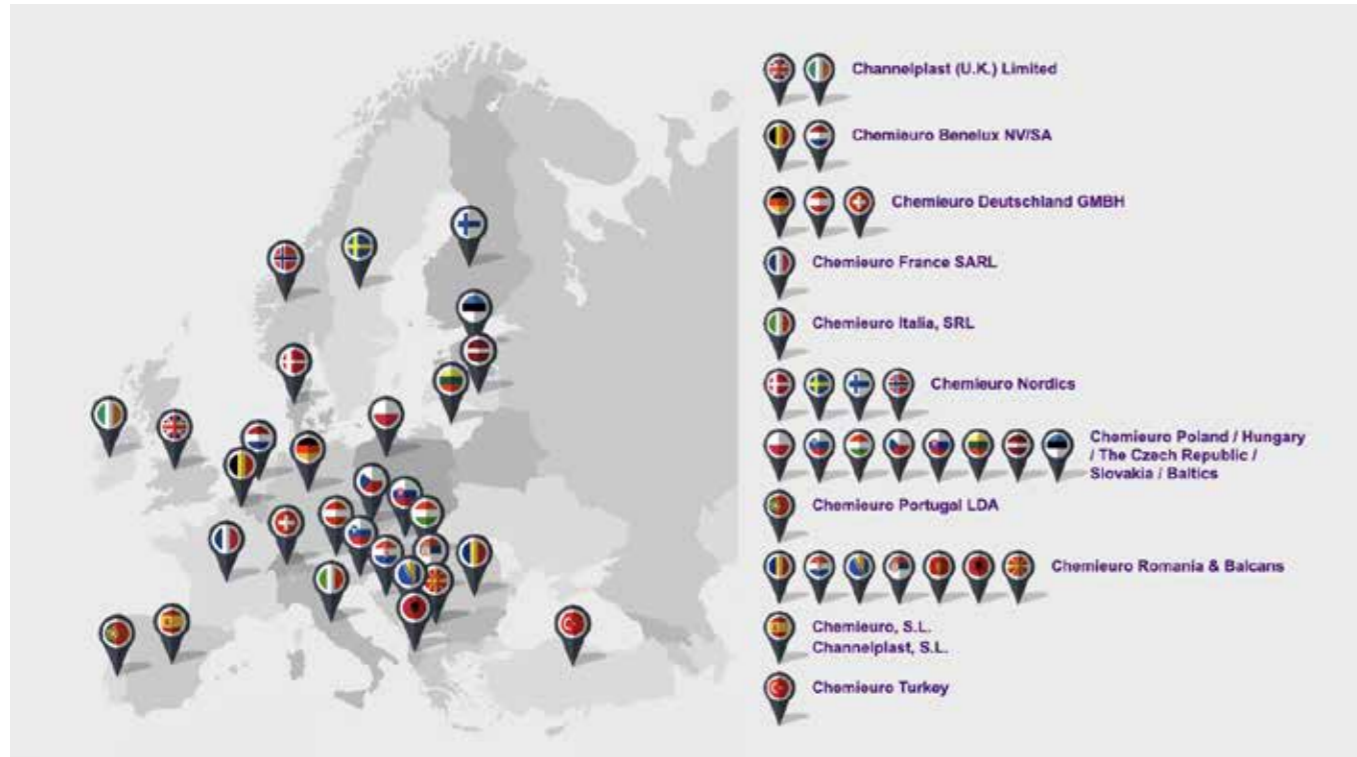 Channelplast (U.K.) Limited
Chemieuro Benelux NV/SA
Chemieuro Deutschland GMBH
Chemieuro France SARL
Chemieuro Italia, SRL
Chemieuro Nordics
Chemieuro Poland / Hungary
/ The Czech Republic /
Slovakia / Baltics
Chemieuro Portugal LDA
Chemieuro Romania & Balcans
Chemieuro, S.L.
Channelplast, S.L.
Chemieuro Turkey